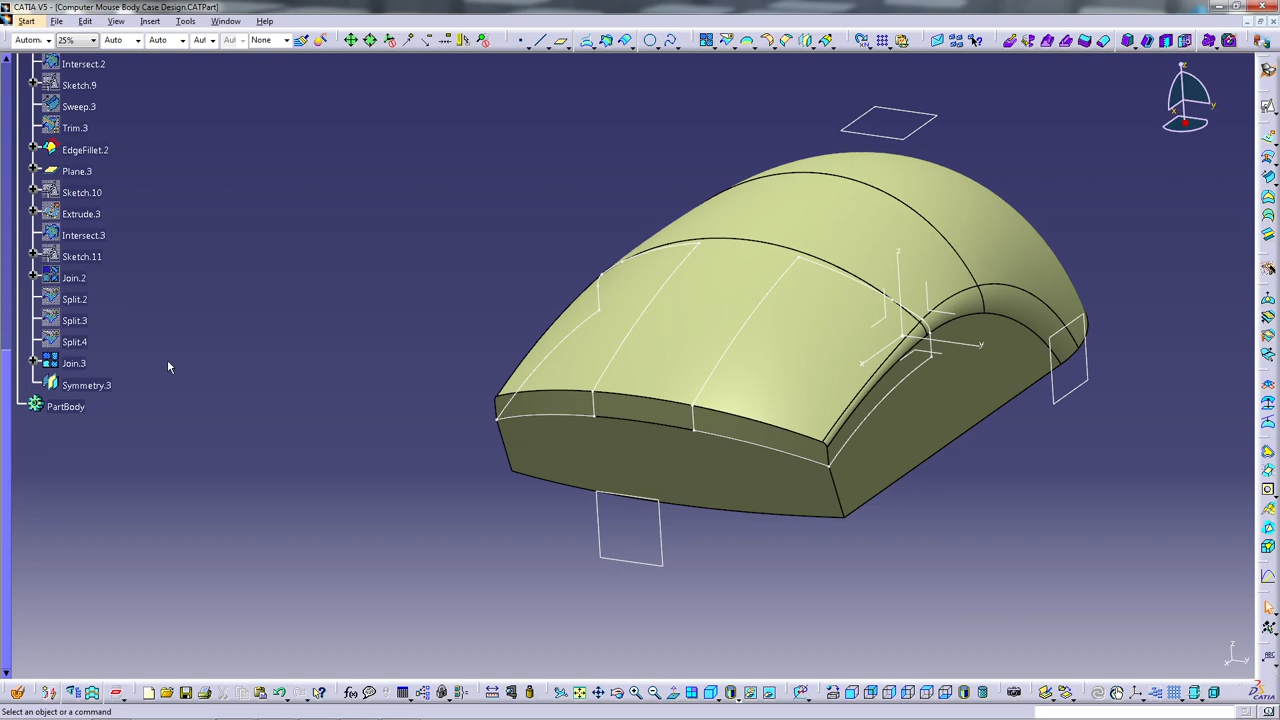 CATIA V5 - [Computer Mouse Body Case Design.CATPart]
Start File Edit View Insert Tools Window Help
Autom 25% Auto Auto Aut Aut None
Intersect.2
Sketch.9
Sweep.3
Trim.3
EdgeFillet.2
Plane.3
Sketch.10
Extrude.3
Intersect.3
Sketch.11
Join.2
Split.2
Split.3
Split.4
Join.3
Symmetry.3
PartBody
z
y
x
z
y
x
z
x y
ABC
f(x)
CATIA
Select an object or a command